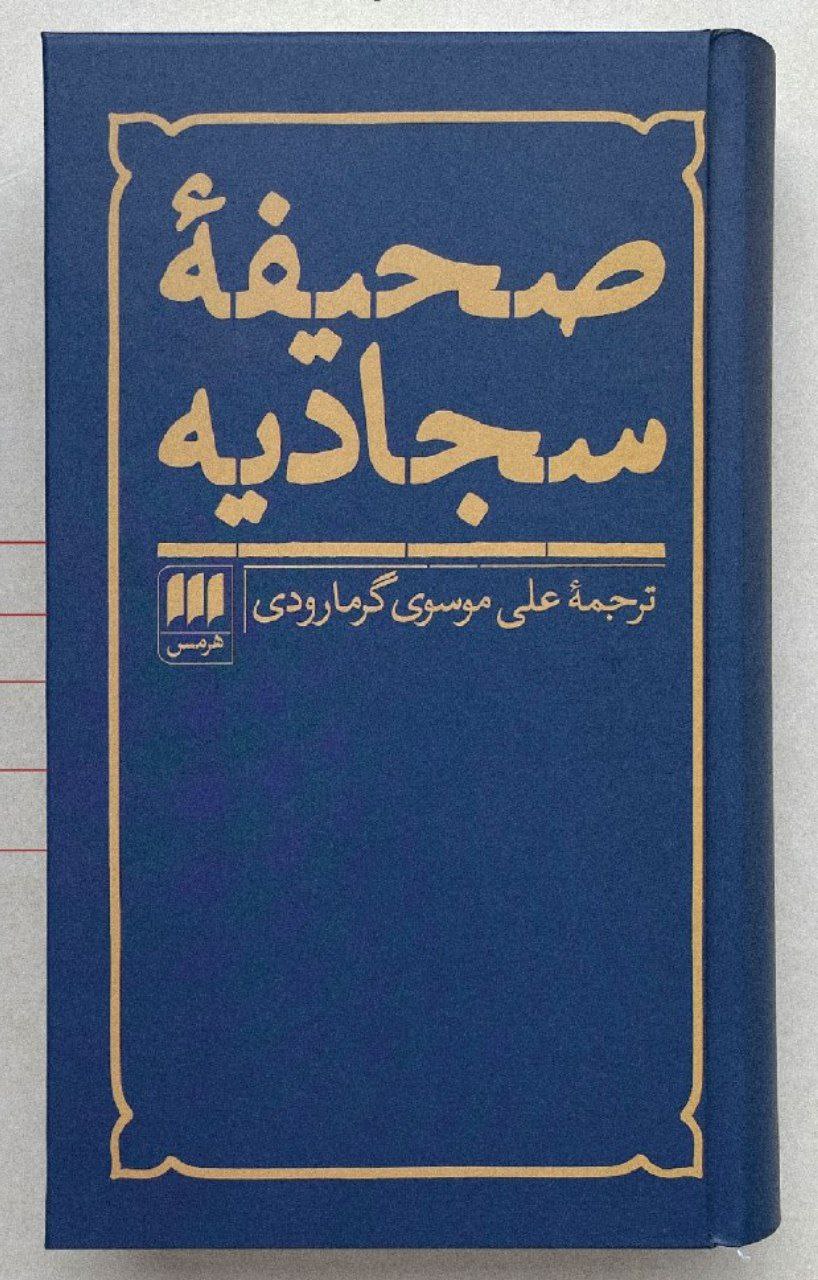 صحیفهٔ
سجادیه
ترجمهٔ علی موسوی گرمارودی
هرمس